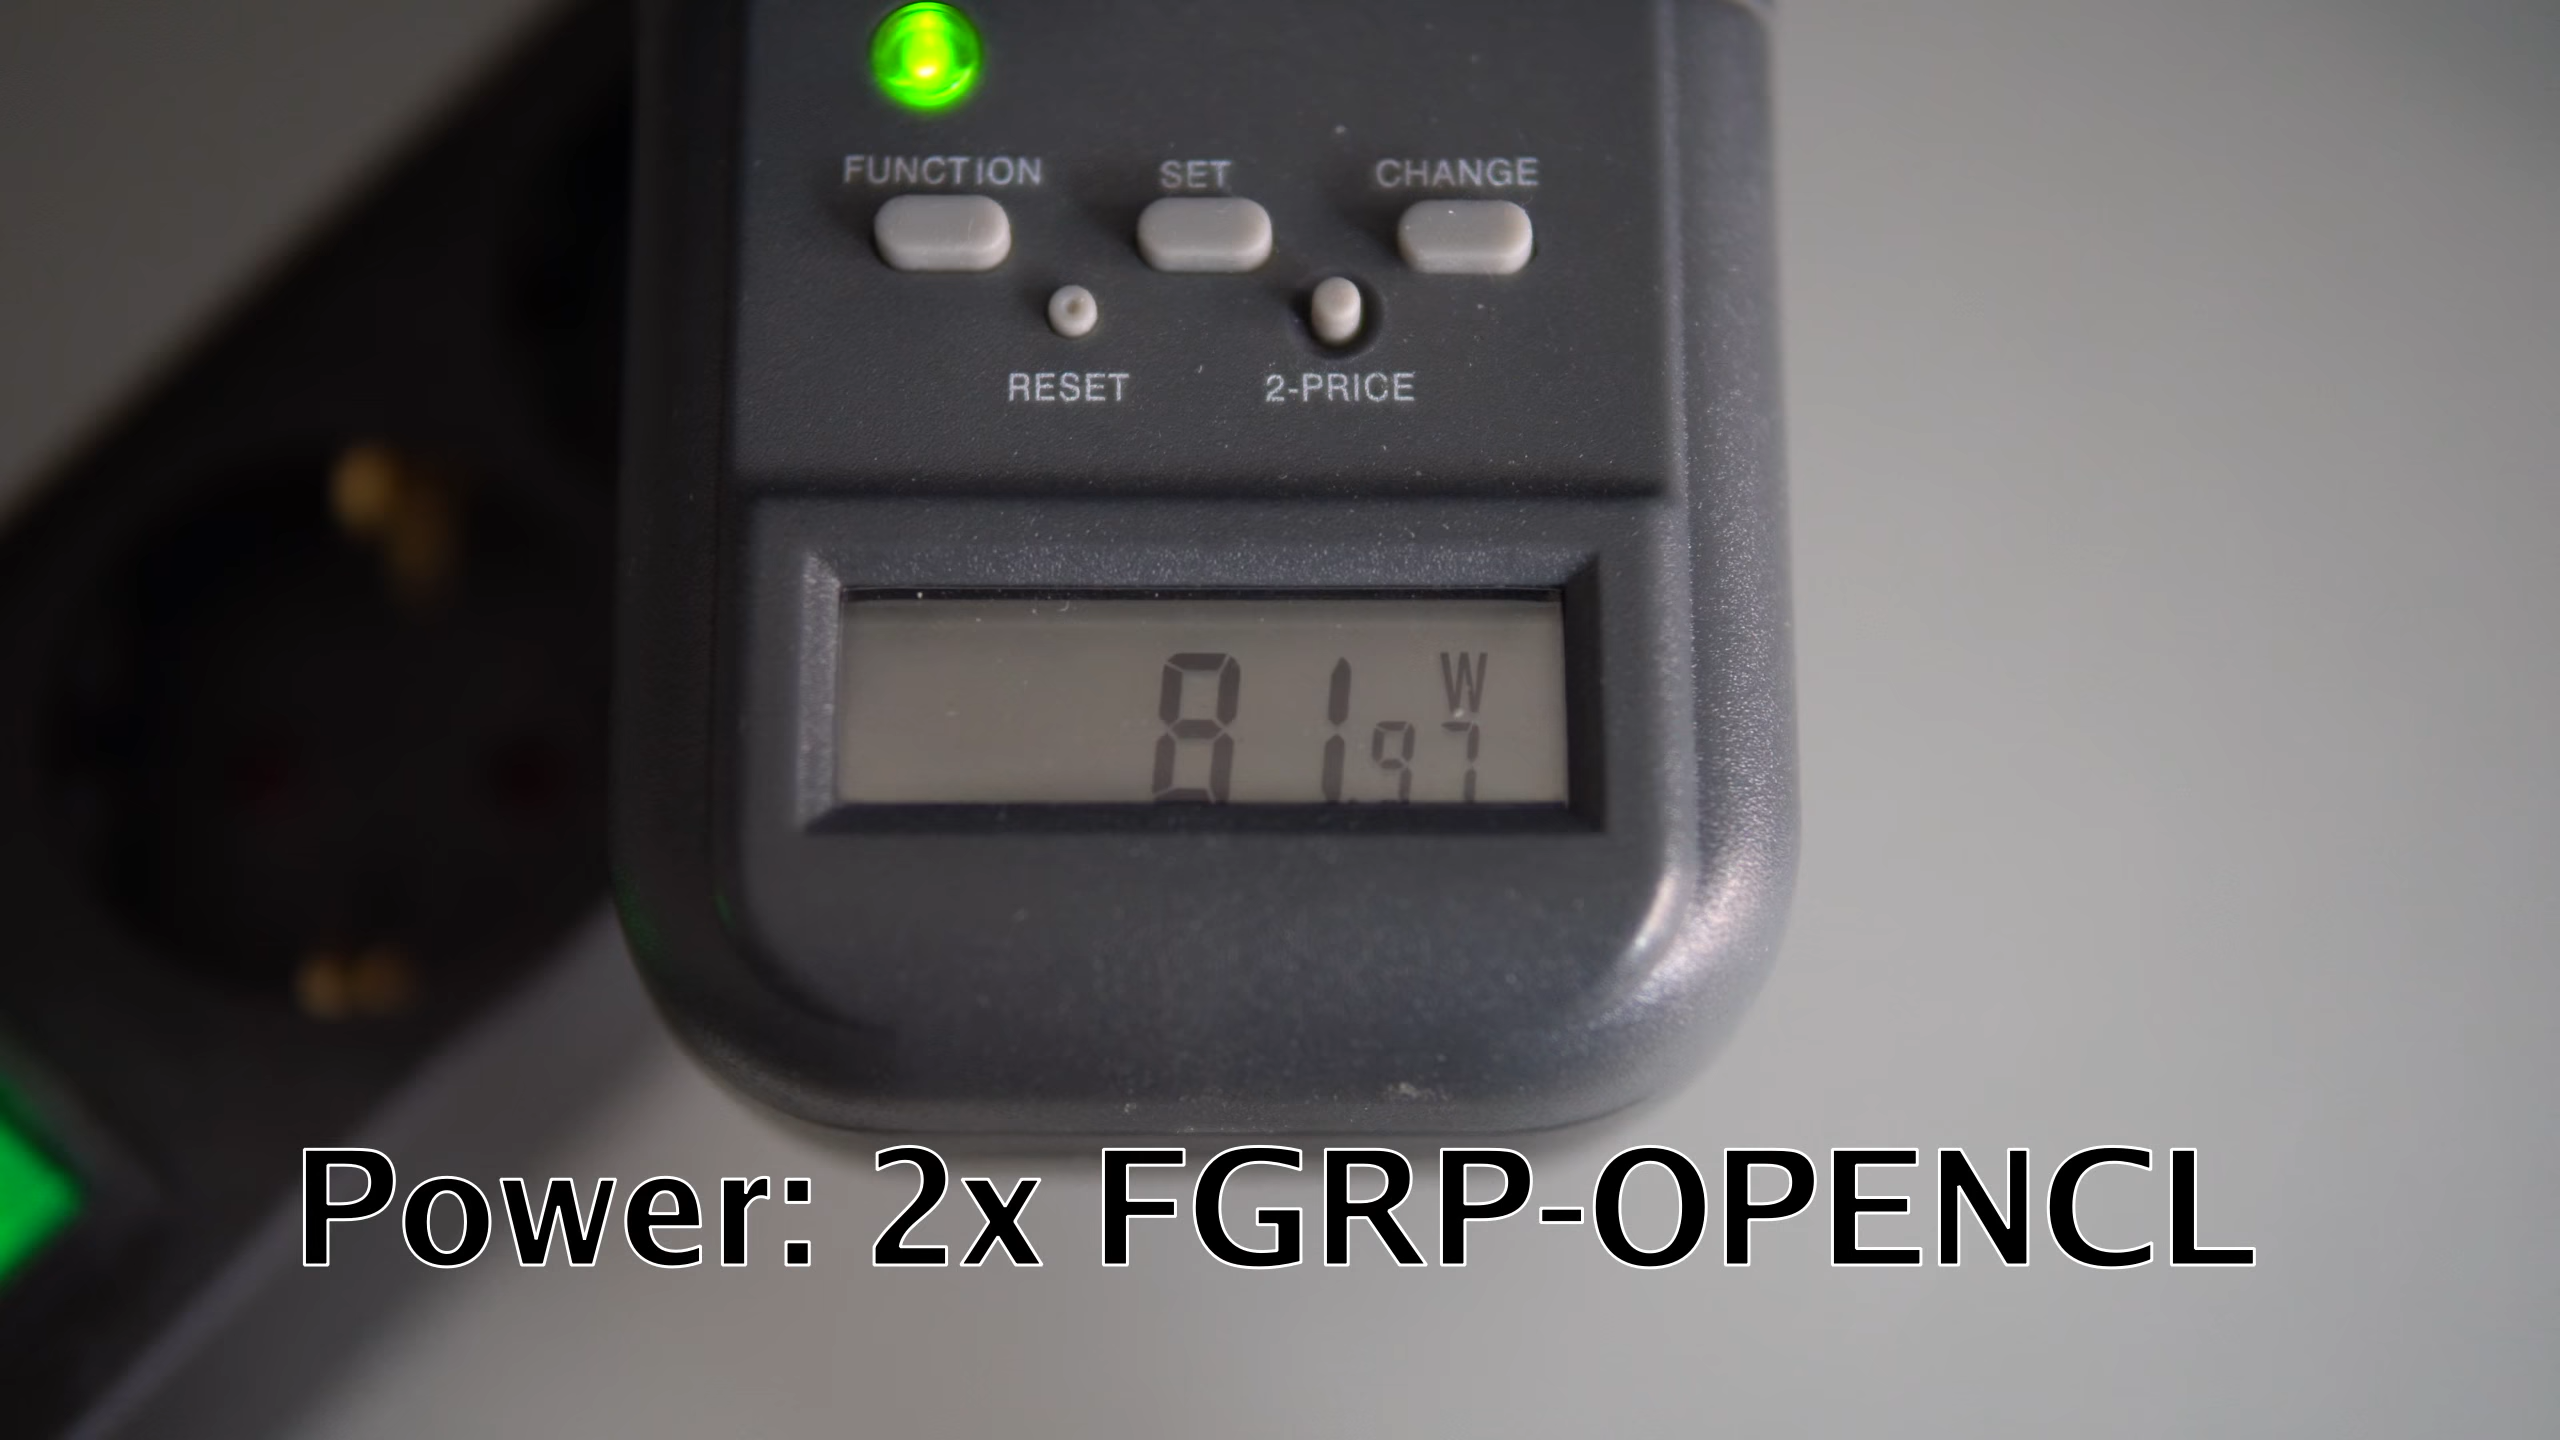 FUNCTION SET CHANGE
RESET 2-PRICE
W
81.97
Power: 2x FGRP-OPENCL